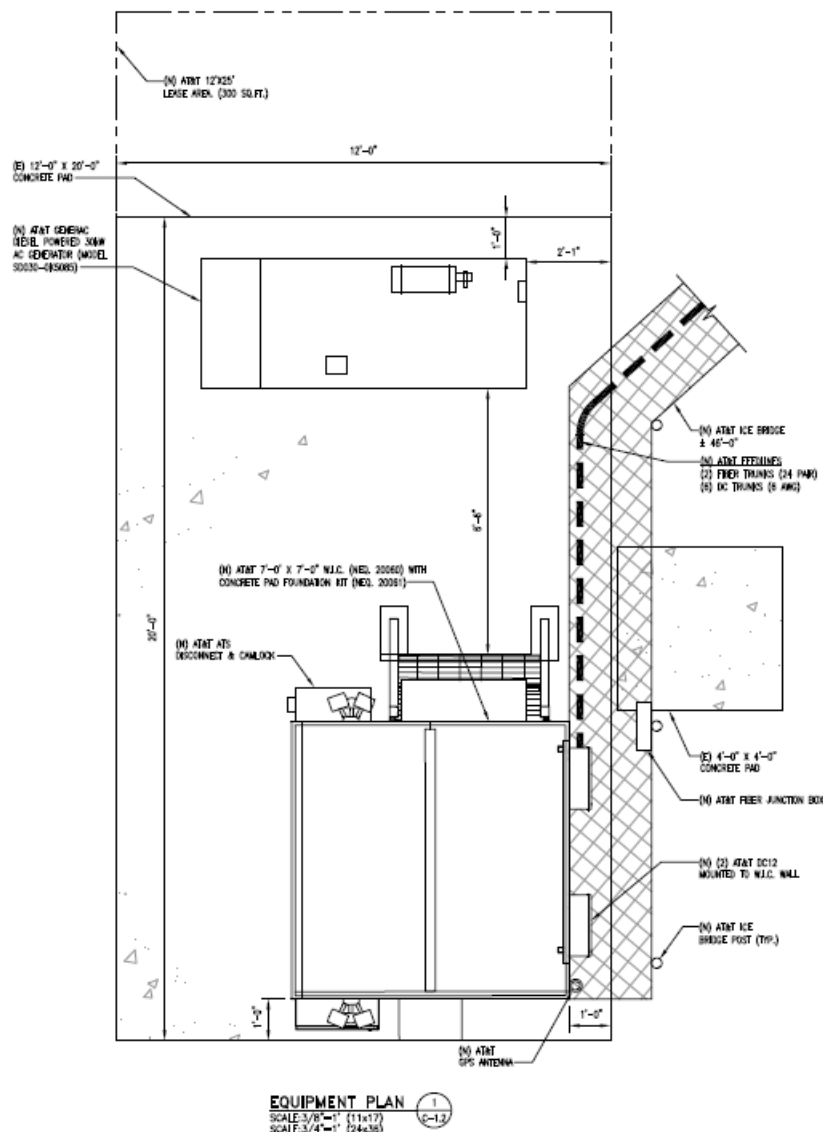 (N) AT&T 12'X25'
LEASE AREA. (300 SQ.FT.)
12'-0"
(E) 12'-0" X 20'-0"
CONCRETE PAD
(N) AT&T GENERAC
DIESEL POWERED 30KW
AC GENERATOR (MODEL
1'-0"
2'-1"
(N) AT&T ICE BRIDGE
± 46'-0"
(N) AT&T FEEDLINES
(2) FIBER TRUNKS (24 PAIR)
(6) DC TRUNKS (6 AWG)
6'-6"
(N) AT&T 7'-0" X 7'-0" W.I.C. (NEQ. 20060) WITH
CONCRETE PAD FOUNDATION KIT (NEQ. 20061)
20'-0"
(N) AT&T ATS
DISCONNECT & CAMLOCK
(E) 4'-0" X 4'-0"
CONCRETE PAD
(N) AT&T FIBER JUNCTION BOX
(N) (2) AT&T DC12
MOUNTED TO W.I.C. WALL
(N) AT&T ICE
BRIDGE POST (TYP.)
1'-0"
1'-0"
(N) AT&T
GPS ANTENNA
EQUIPMENT PLAN
1
C-1.2
SCALE:3/8"=1' (11x17)
SCALE:3/4"=1' (24x36)